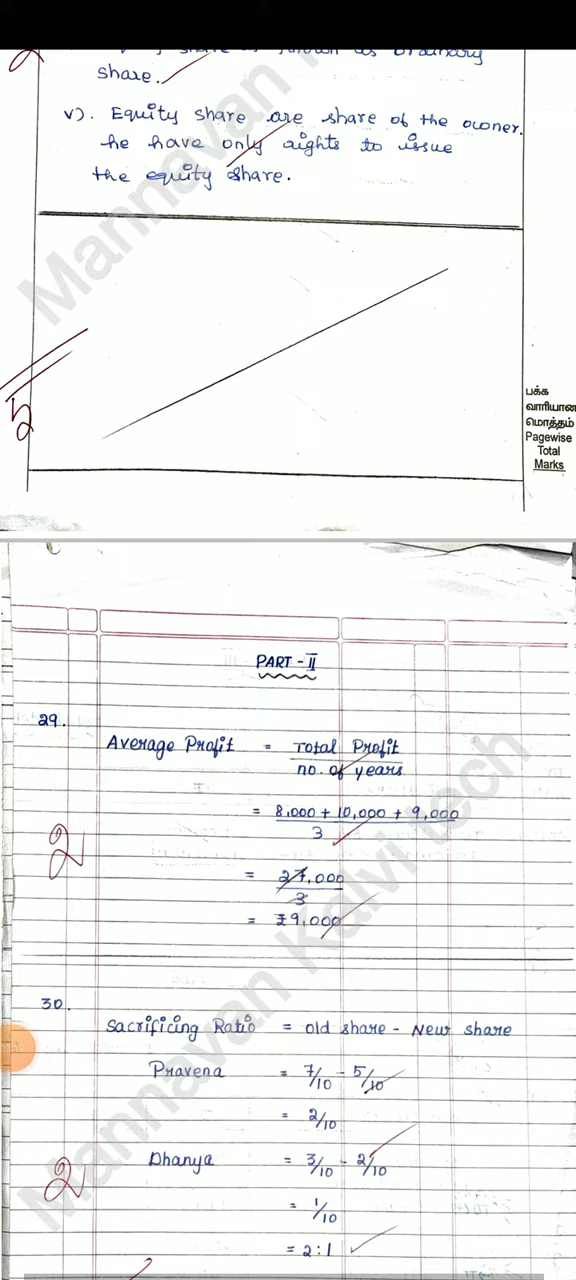 share.
v). Equity share are share of the owner.
he have only rights to issue
the equity share.
5
பக்க
வாரியான
மொத்தம்
Pagewise
Total
Marks
PART - II
29.
Average Profit = Total Profit
no. of years
= 8,000 + 10,000 + 9,000
3
2
= 27,000
3
= ₹9,000
30.
Sacrificing Ratio = old share - New share
Pravena = 7/10 - 5/10
= 2/10
Dhanya = 3/10 - 2/10
2
= 1/10
= 2:1
Mannavan Kalvi tech